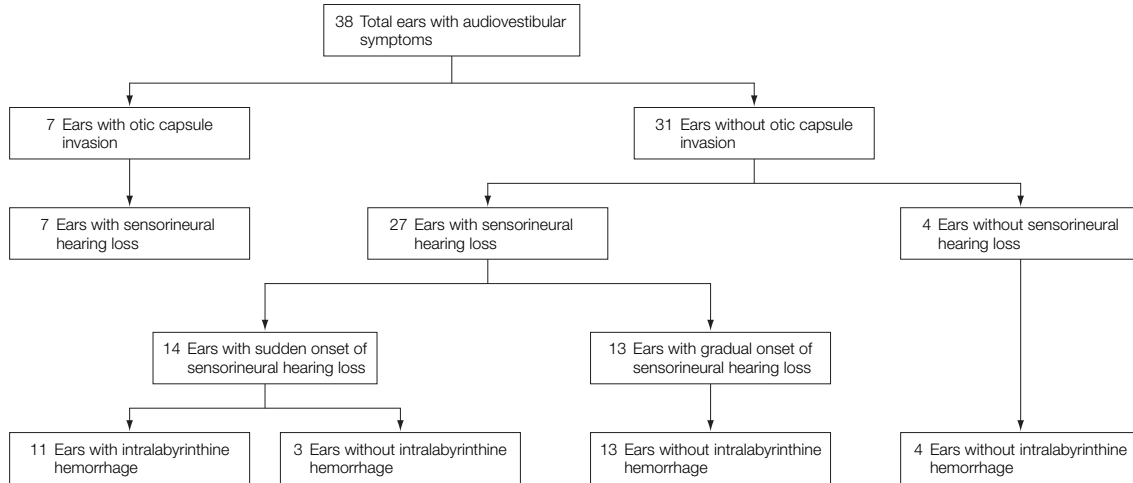 38 Total ears with audiovestibular
symptoms
7 Ears with otic capsule
invasion
31 Ears without otic capsule
invasion
7 Ears with sensorineural
hearing loss
27 Ears with sensorineural
hearing loss
4 Ears without sensorineural
hearing loss
14 Ears with sudden onset of
sensorineural hearing loss
13 Ears with gradual onset of
sensorineural hearing loss
11 Ears with intralabyrinthine
hemorrhage
3 Ears without intralabyrinthine
hemorrhage
13 Ears without intralabyrinthine
hemorrhage
4 Ears without intralabyrinthine
hemorrhage